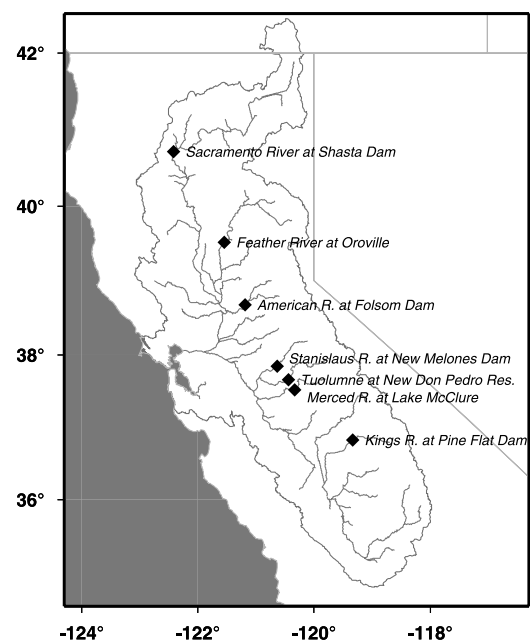 42°
Sacramento River at Shasta Dam
40°
Feather River at Oroville
American R. at Folsom Dam
38°
Stanislaus R. at New Melones Dam
Tuolumne at New Don Pedro Res.
Merced R. at Lake McClure
Kings R. at Pine Flat Dam
36°
-124° -122° -120° -118°